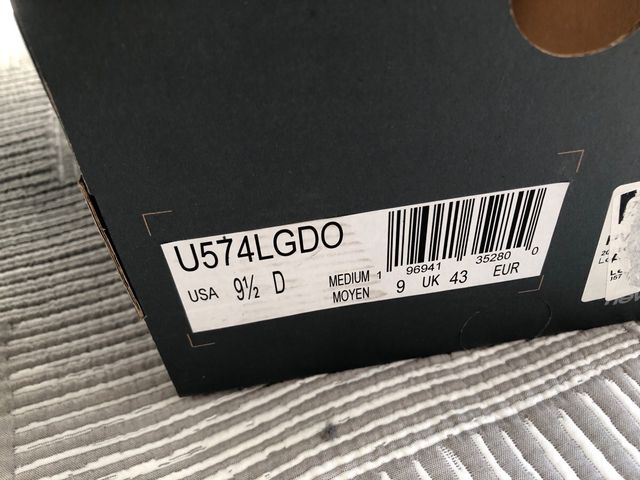 U574LGDO
USA 9½ D MEDIUM MOYEN
1 96941 35280 0
9 UK 43 EUR